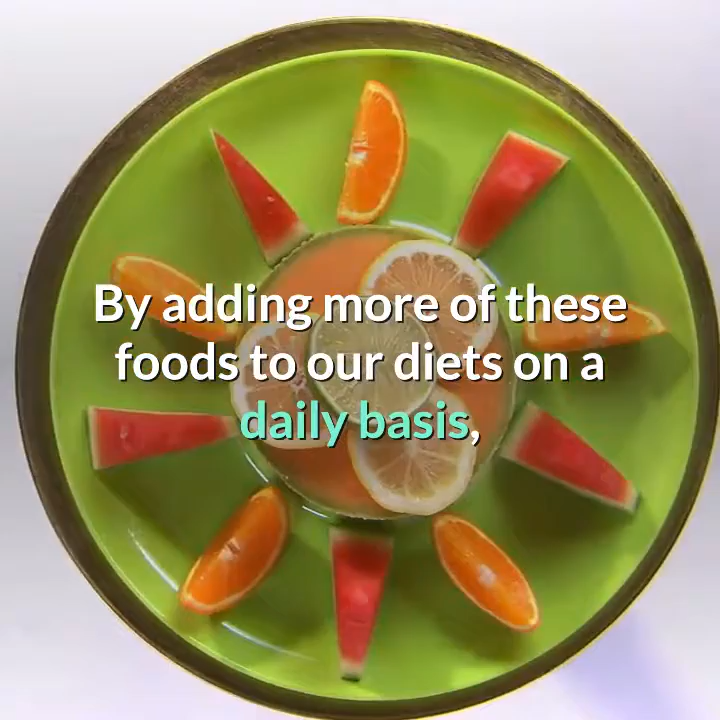 By adding more of these
foods to our diets on a
daily basis,